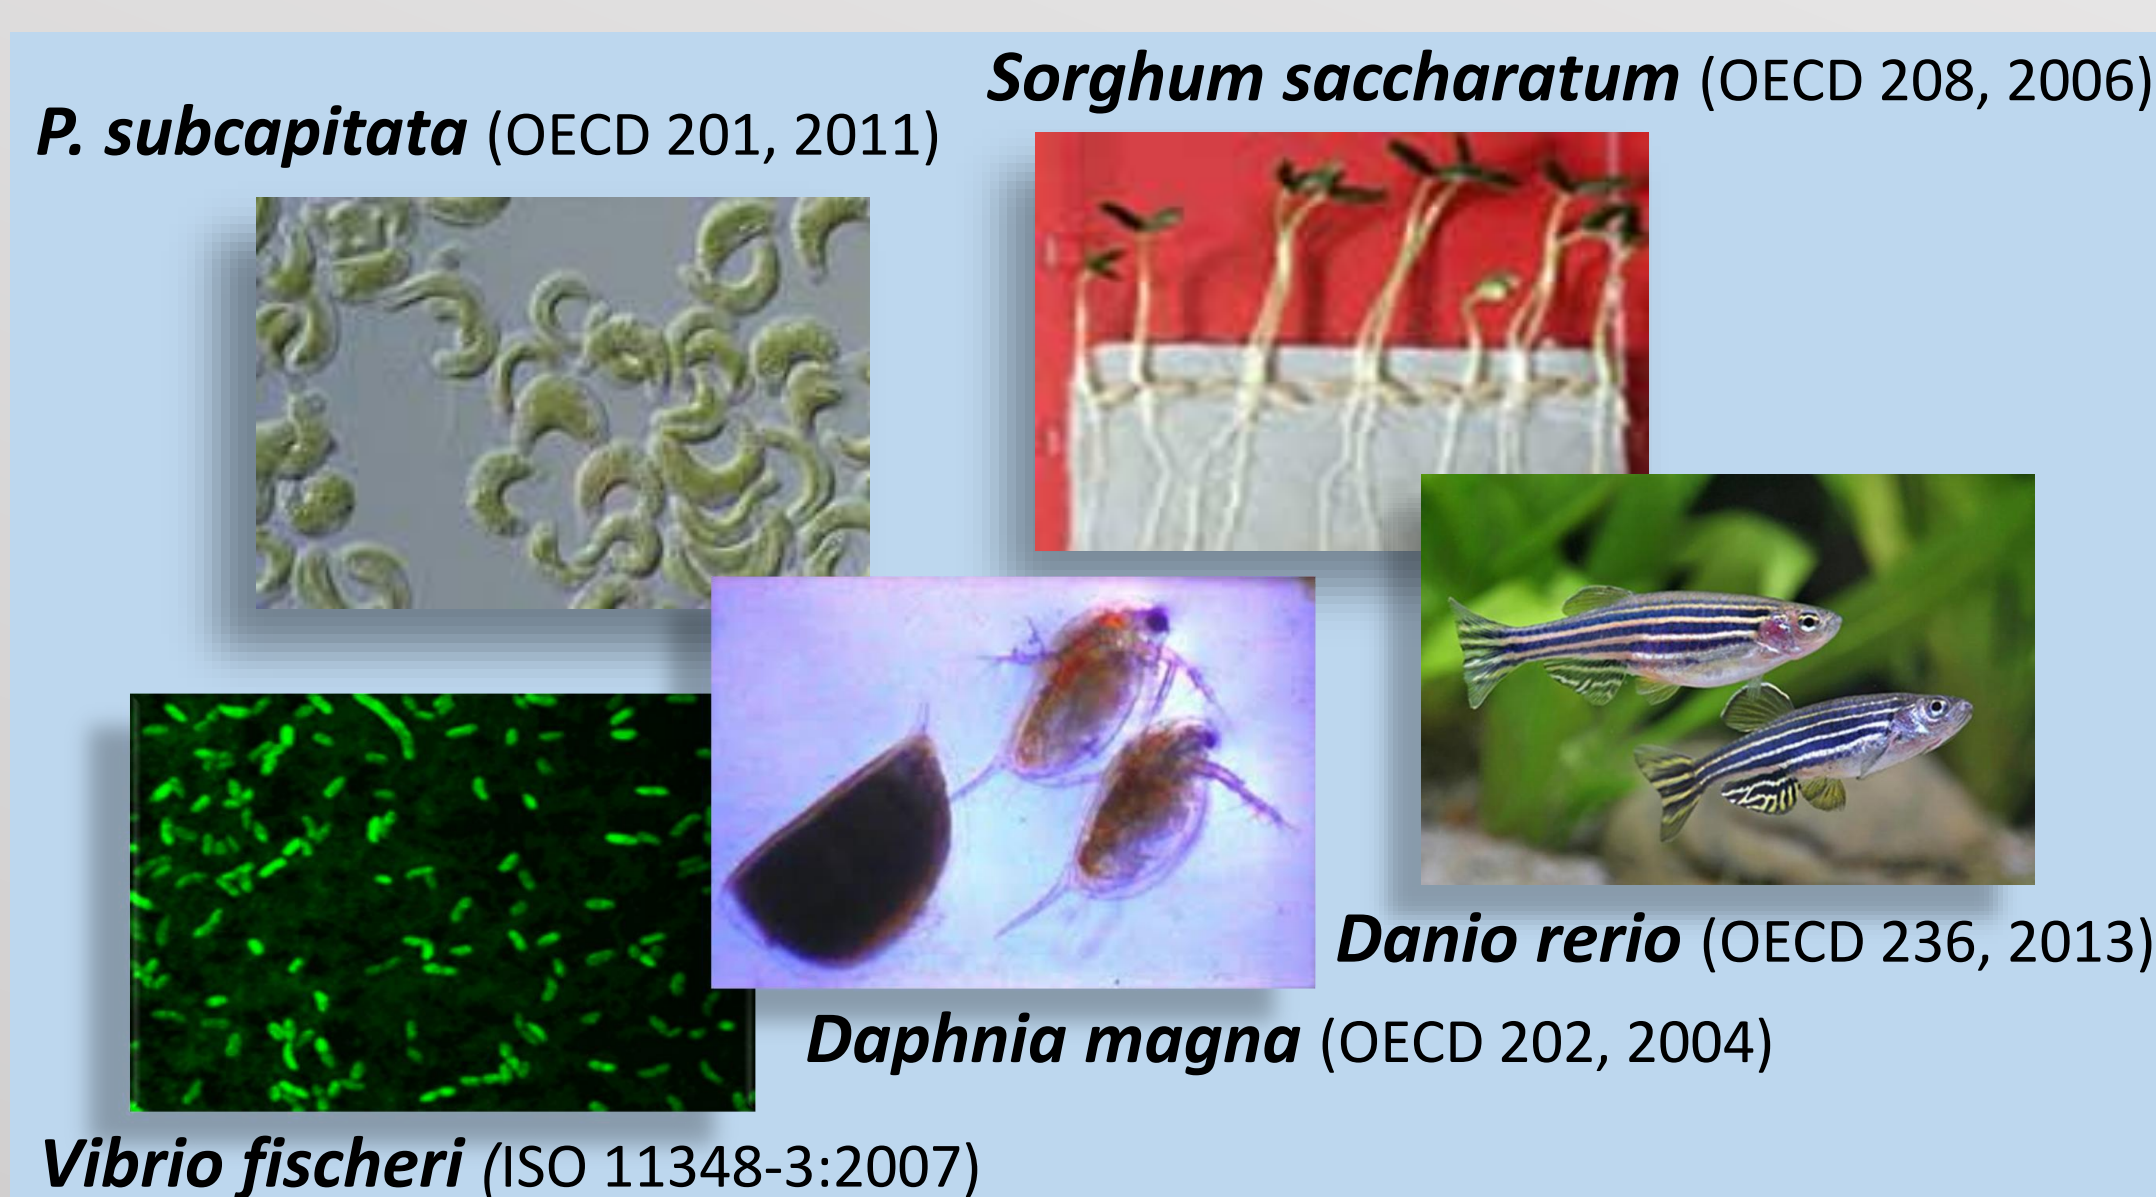 Sorghum saccharatum (OECD 208, 2006)
P. subcapitata (OECD 201, 2011)
Danio rerio (OECD 236, 2013)
Daphnia magna (OECD 202, 2004)
Vibrio fischeri (ISO 11348-3:2007)